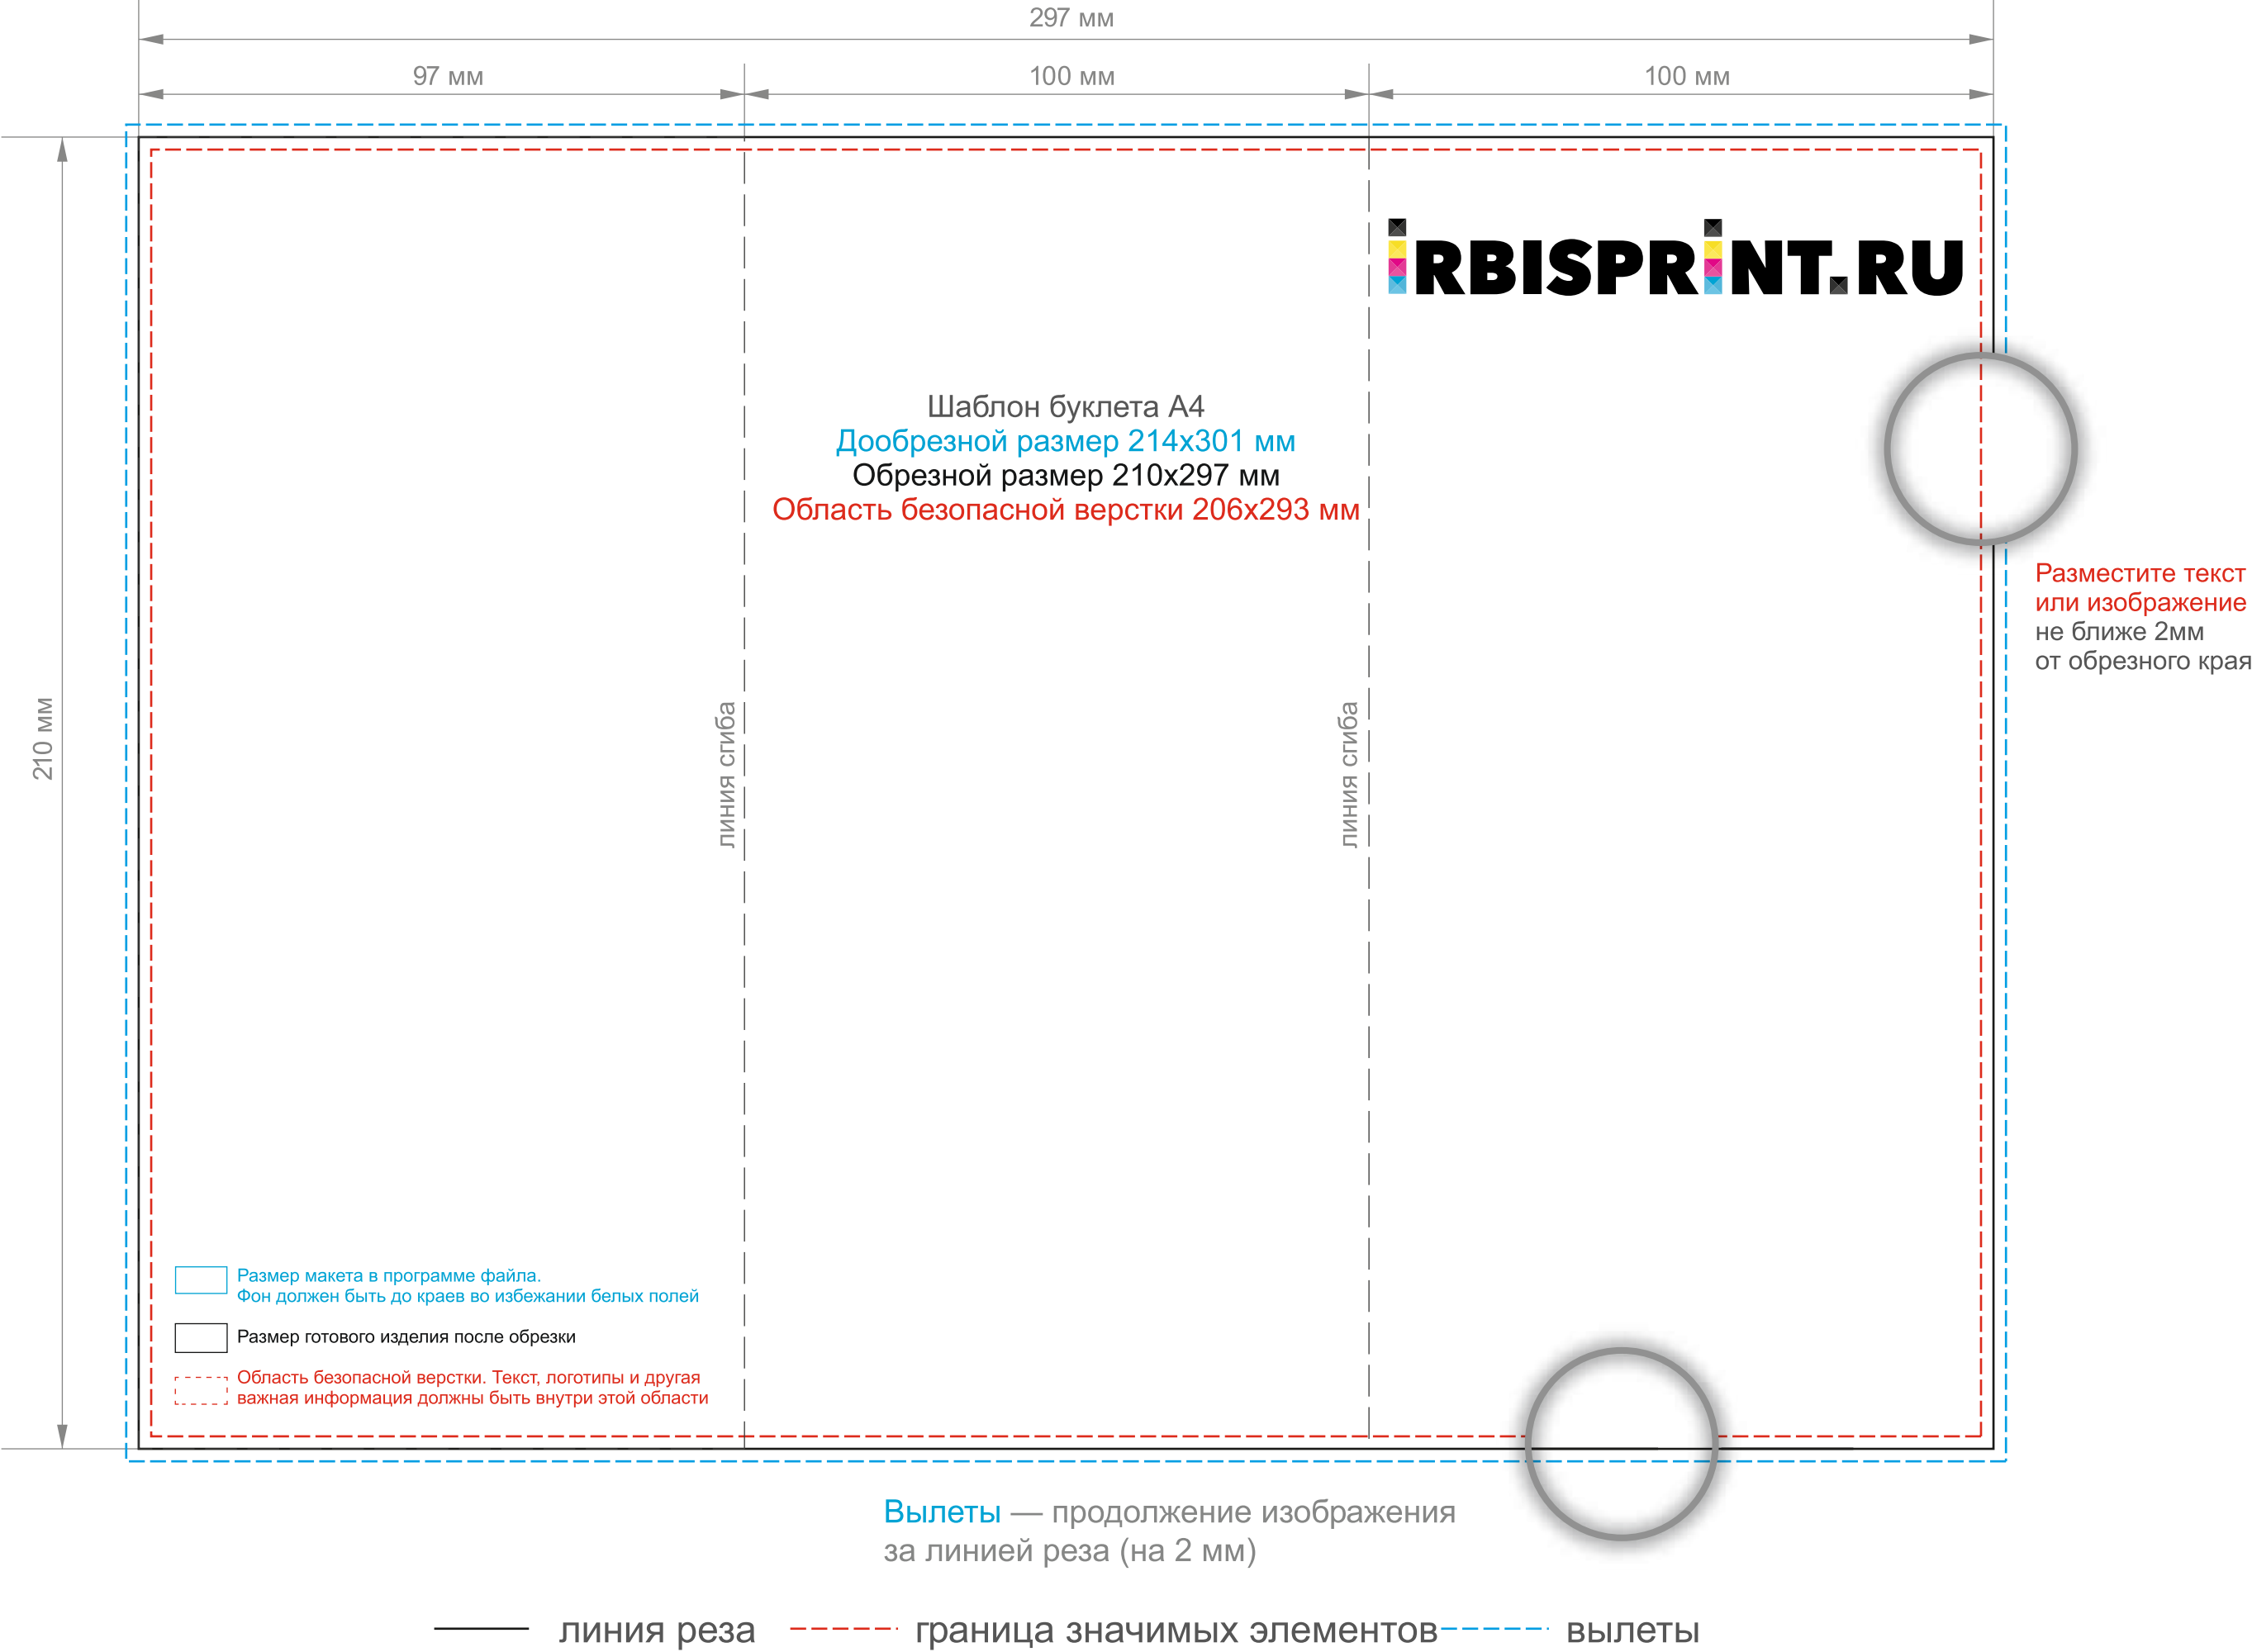 297 мм
97 мм
100 мм
100 мм
IRBISPRINT.RU
Шаблон буклета А4
Дообрезной размер 214х301 мм
Обрезной размер 210х297 мм
Область безопасной верстки 206х293 мм
Разместите текст
или изображение
не ближе 2мм
от обрезного края
210 мм
линия сгиба
линия сгиба
Размер макета в программе файла.
Фон должен быть до краев во избежании белых полей
Размер готового изделия после обрезки
Область безопасной верстки. Текст, логотипы и другая
важная информация должны быть внутри этой области
Вылеты — продолжение изображения
за линией реза (на 2 мм)
линия реза
граница значимых элементов
вылеты